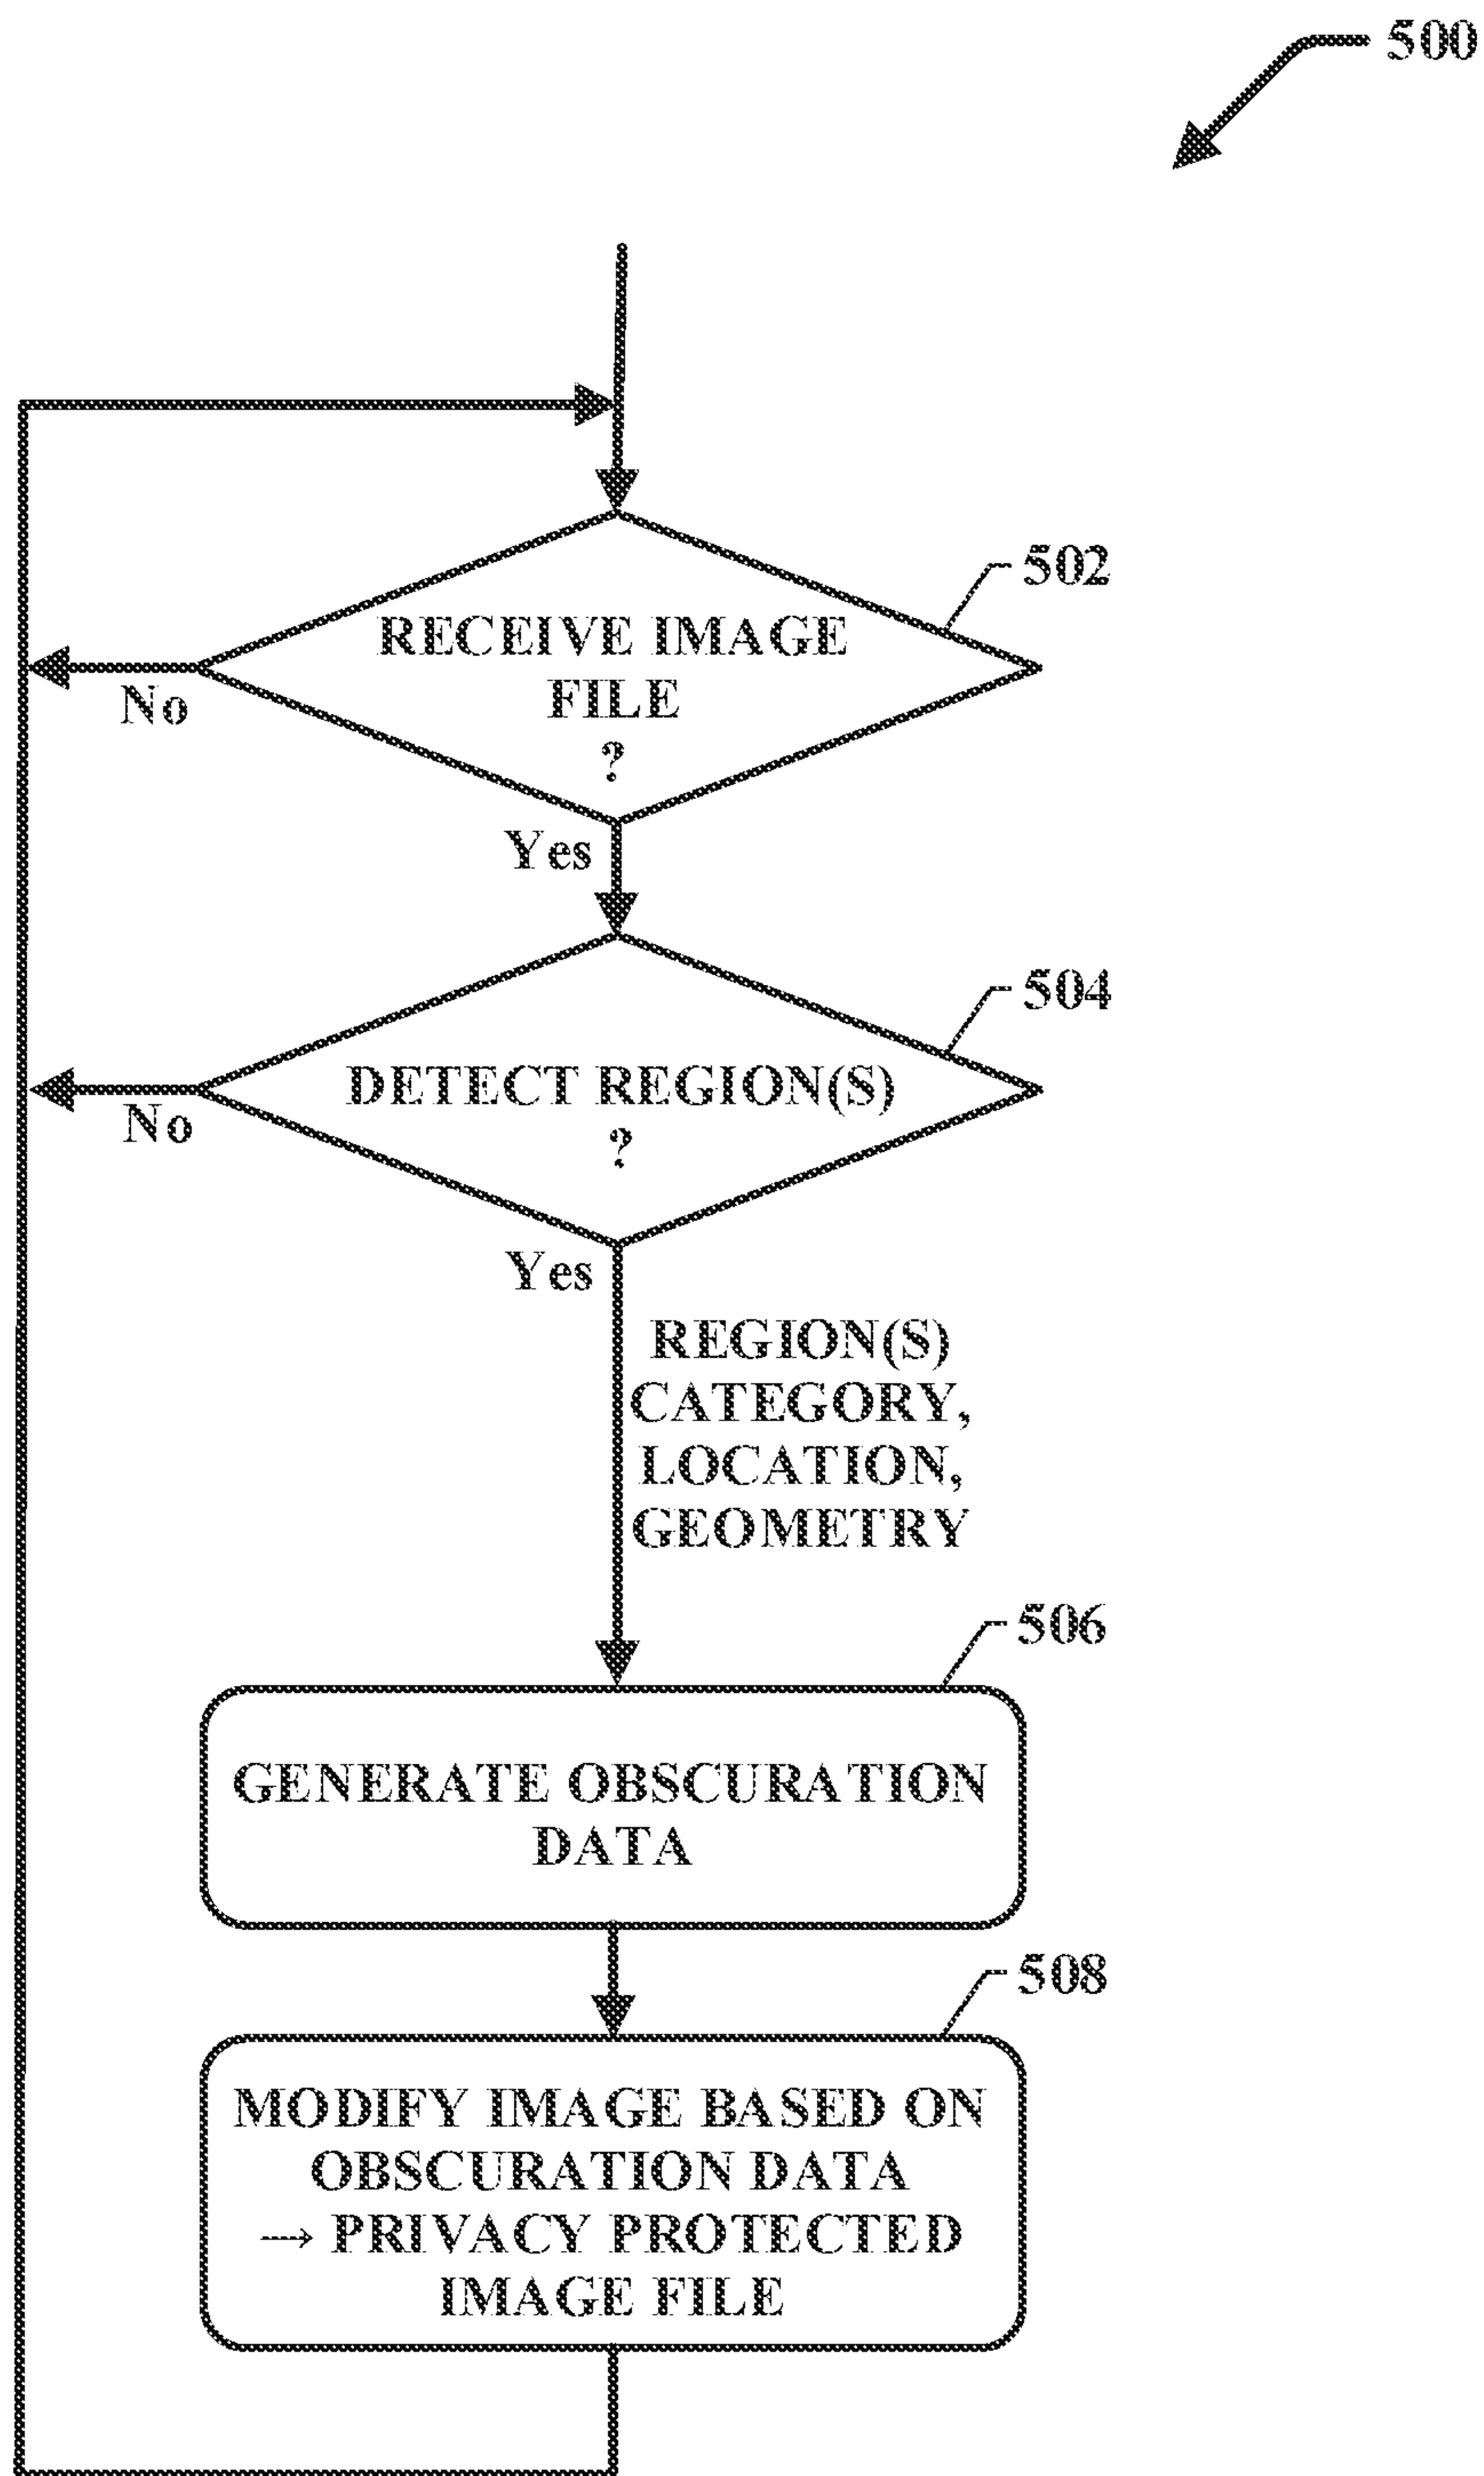 500
502
RECEIVE IMAGE
FILE
?
No
Yes
504
DETECT REGION(S)
?
No
Yes
REGION(S)
CATEGORY,
LOCATION,
GEOMETRY
506
GENERATE OBSCURATION
DATA
508
MODIFY IMAGE BASED ON
OBSCURATION DATA
→ PRIVACY PROTECTED
IMAGE FILE